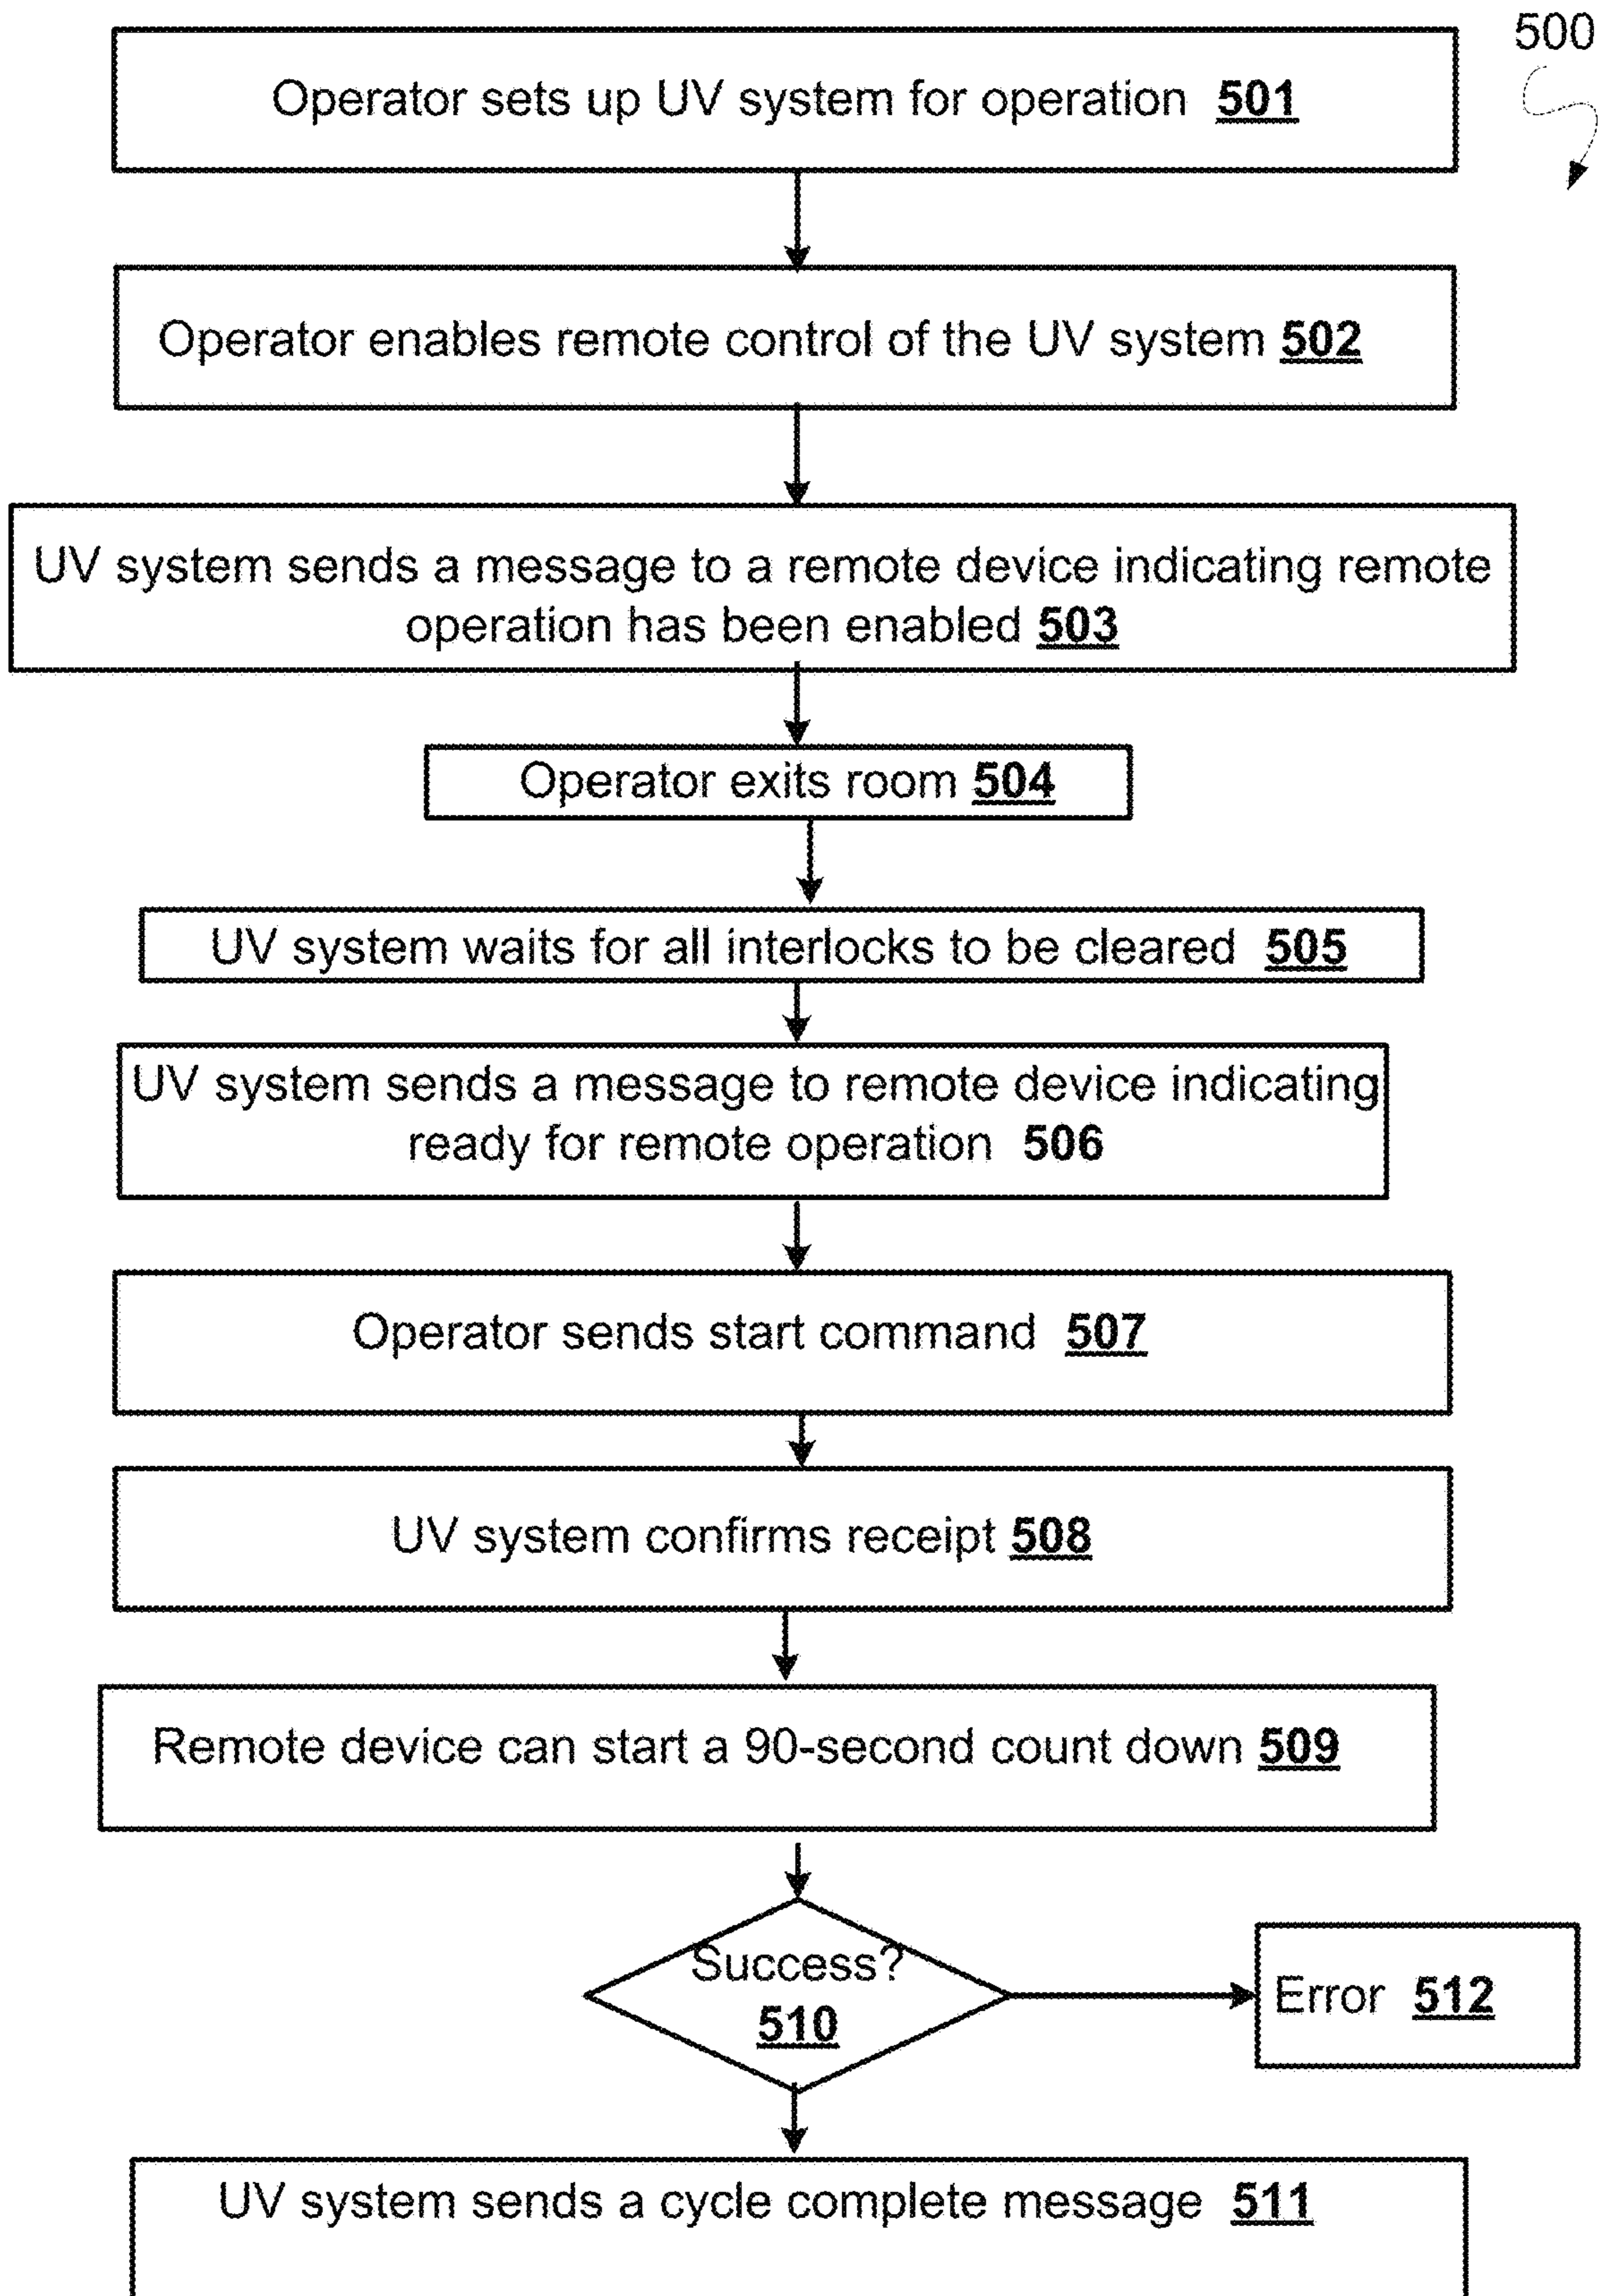 500
Operator sets up UV system for operation 501
Operator enables remote control of the UV system 502
UV system sends a message to a remote device indicating remote
operation has been enabled 503
Operator exits room 504
UV system waits for all interlocks to be cleared 505
UV system sends a message to remote device indicating
ready for remote operation 506
Operator sends start command 507
UV system confirms receipt 508
Remote device can start a 90-second count down 509
Success?
510
Error 512
UV system sends a cycle complete message 511